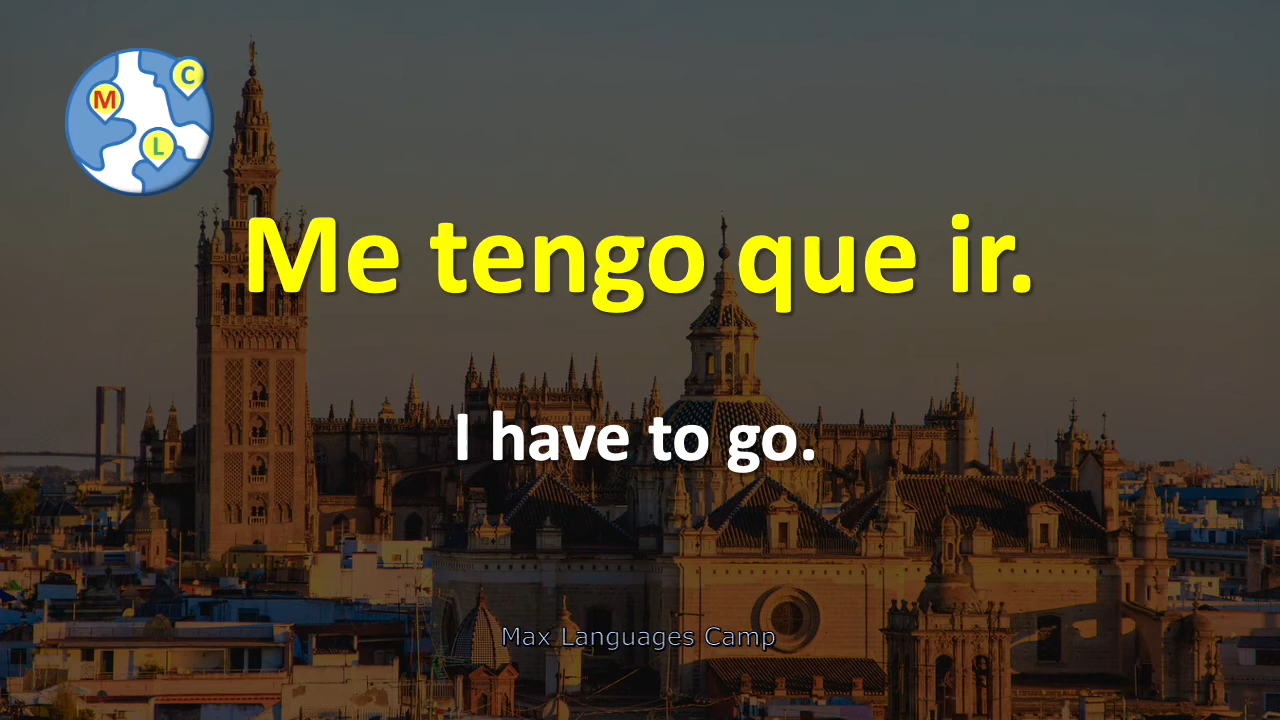 C
M
L
Me tengo que ir.
I have to go.
Max Languages Camp